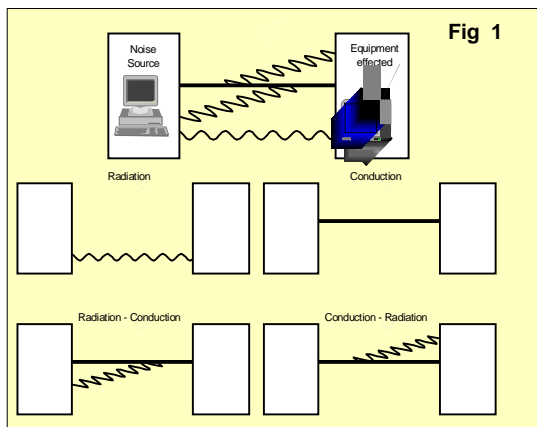 Fig 1
Noise
Source
Equipment
effected
Radiation
Conduction
Radiation - Conduction
Conduction - Radiation